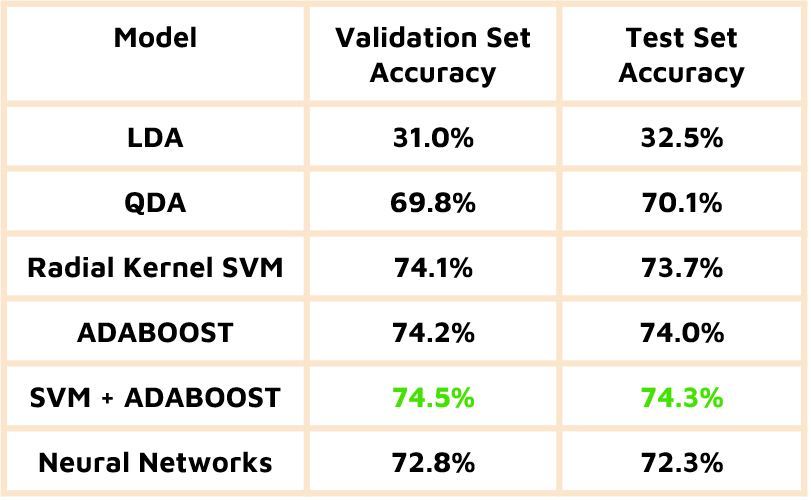 Model
Validation Set
Accuracy
Test Set
Accuracy
LDA
31.0%
32.5%
QDA
69.8%
70.1%
Radial Kernel SVM
74.1%
73.7%
ADABOOST
74.2%
74.0%
SVM + ADABOOST
74.5%
74.3%
Neural Networks
72.8%
72.3%